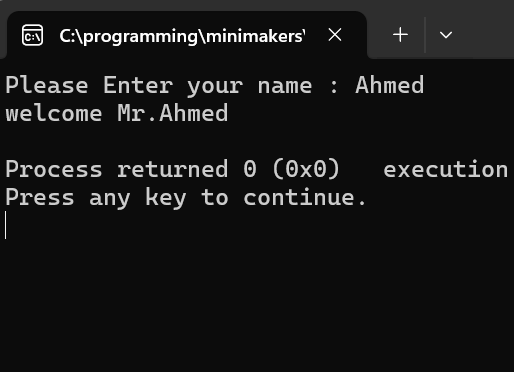 C:\programming\minimakers'
Please Enter your name : Ahmed
welcome Mr.Ahmed
Process returned 0 (0x0)   execution
Press any key to continue.